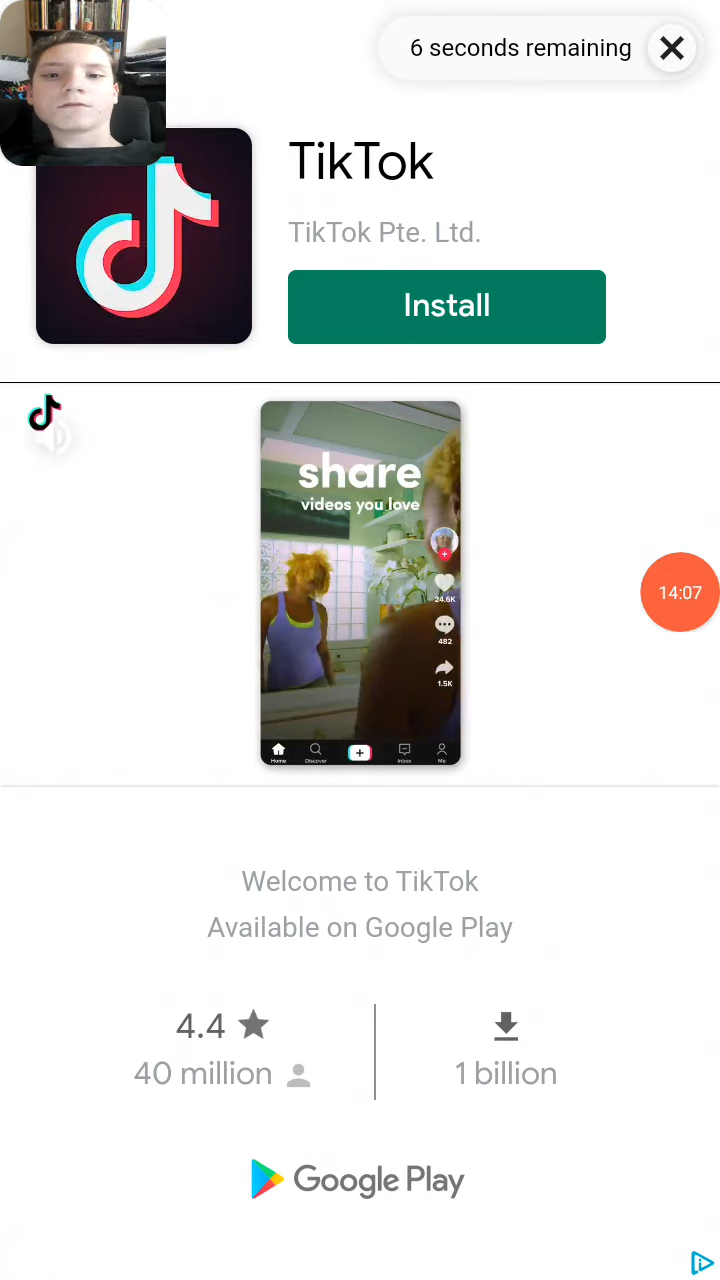 6 seconds remaining
TikTok
TikTok Pte. Ltd.
Install
share
videos you love
24.6K
482
1.5K
14:07
Home
Discover
Inbox
Me
Welcome to TikTok
Available on Google Play
4.4
40 million
1 billion
Google Play